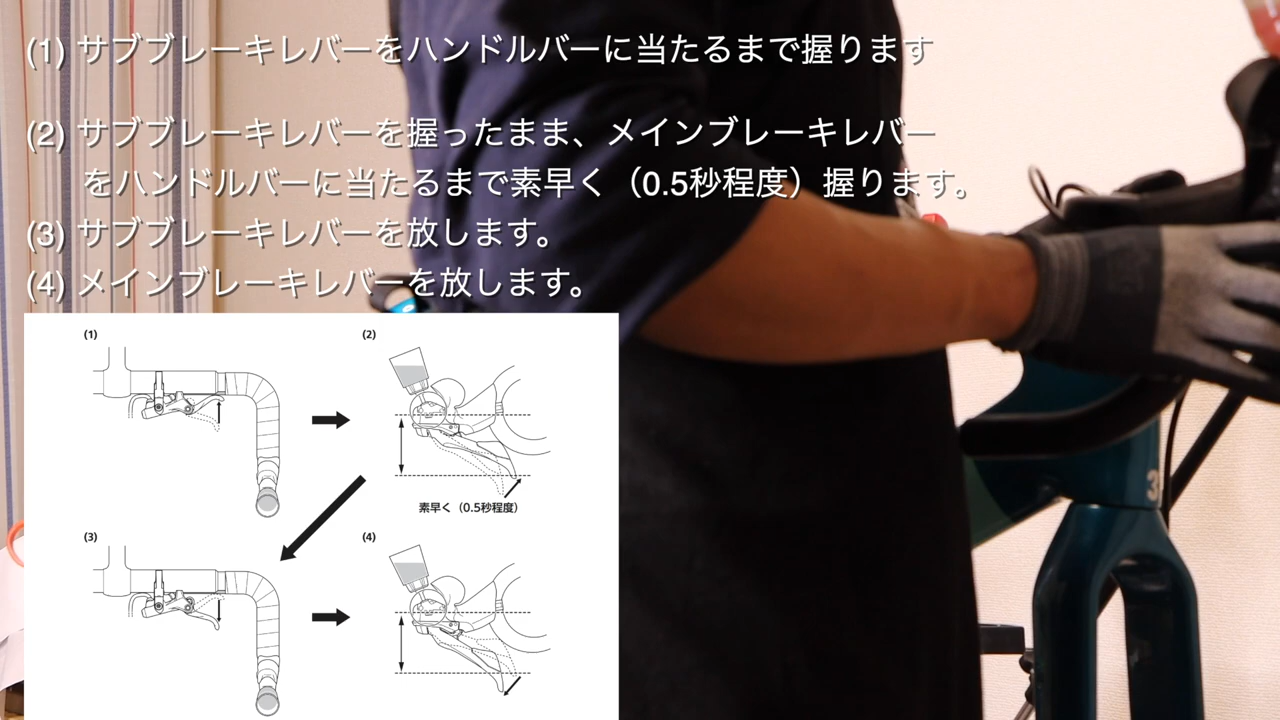 (1) サブブレーキレバーをハンドルバーに当たるまで握ります
(2) サブブレーキレバーを握ったまま、メインブレーキレバー
をハンドルバーに当たるまで素早く（0.5秒程度）握ります。
(3) サブブレーキレバーを放します。
(4) メインブレーキレバーを放します。
(1)
(2)
素早く（0.5秒程度）
(3)
(4)
3